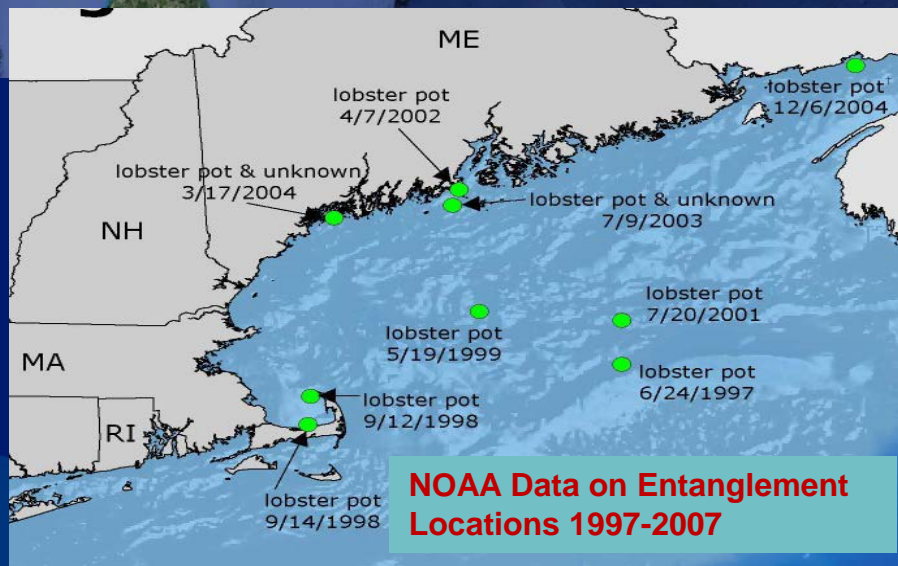 ME
lobster pot
4/7/2002
lobster pot
12/6/2004
lobster pot & unknown
3/17/2004
lobster pot & unknown
7/9/2003
NH
lobster pot
7/20/2001
lobster pot
5/19/1999
MA
lobster pot
6/24/1997
lobster pot
9/12/1998
RI
lobster pot
9/14/1998
NOAA Data on Entanglement
Locations 1997-2007